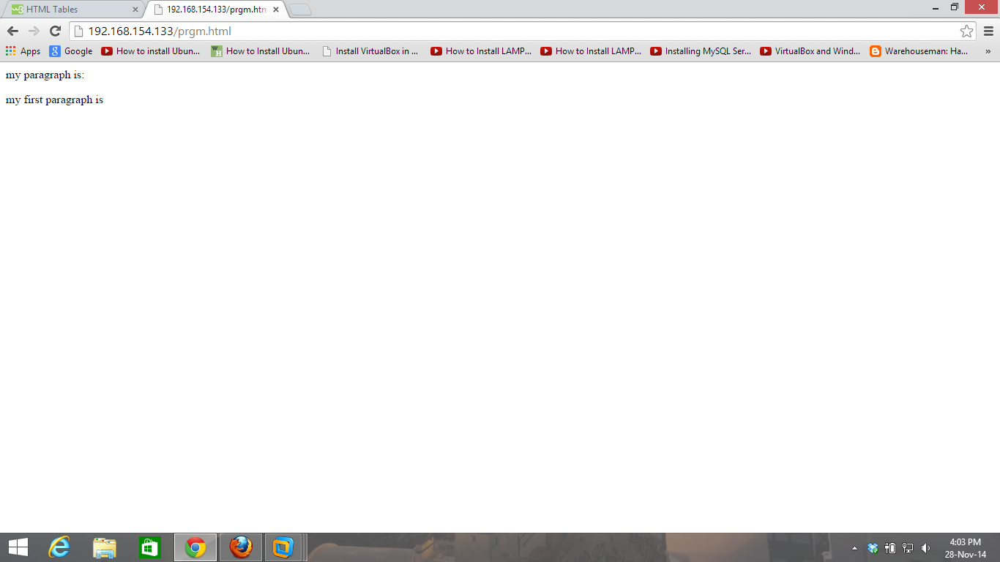 HTML Tables
192.168.154.133/prgm.htm
192.168.154.133/prgm.html
Apps Google How to install Ubun... How to Install Ubun... Install VirtualBox in ... How to Install LAMP... How to Install LAMP... Installing MySQL Ser... VirtualBox and Wind... Warehouseman: Ha... »
my paragraph is:
my first paragraph is
4:03 PM
28-Nov-14